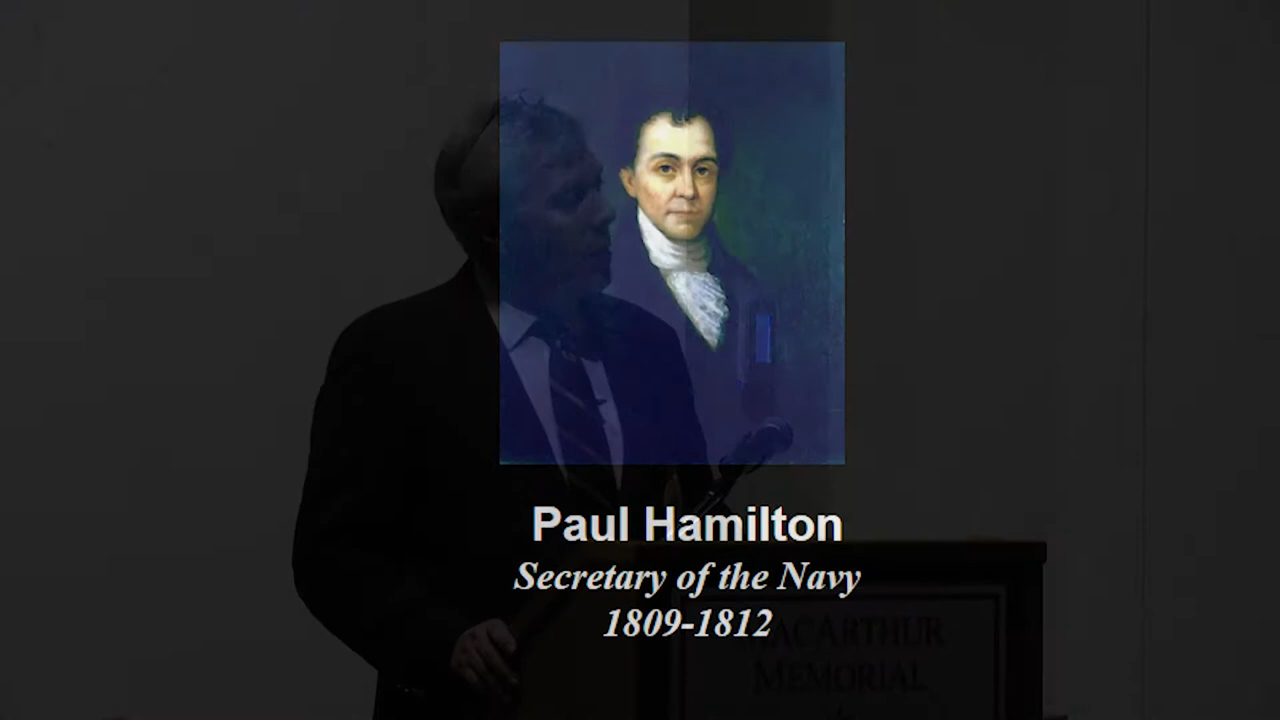 Paul Hamilton
Secretary of the Navy
1809-1812
MACARTHUR
MEMORIAL